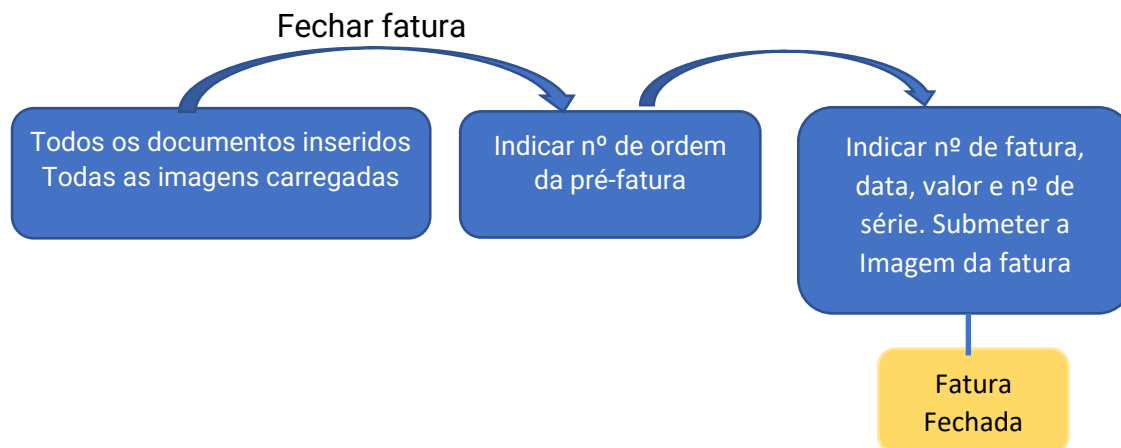 Fechar fatura
Todos os documentos inseridos
Todas as imagens carregadas
Indicar nº de ordem
da pré-fatura
Indicar nº de fatura,
data, valor e nº de
série. Submeter a
Imagem da fatura
Fatura
Fechada